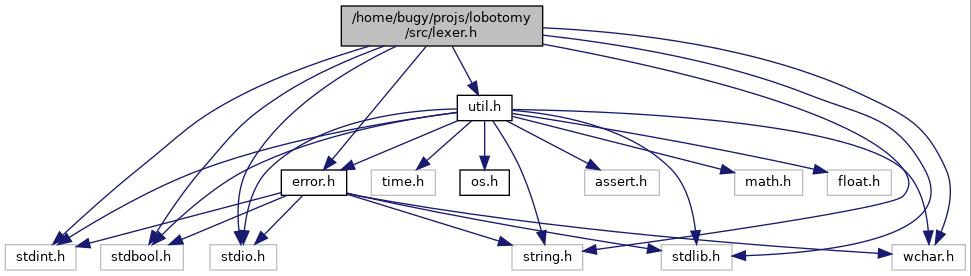 /home/bugy/projs/lobotomy
/src/lexer.h
util.h
error.h
time.h
os.h
assert.h
math.h
float.h
stdint.h
stdbool.h
stdio.h
string.h
stdlib.h
wchar.h